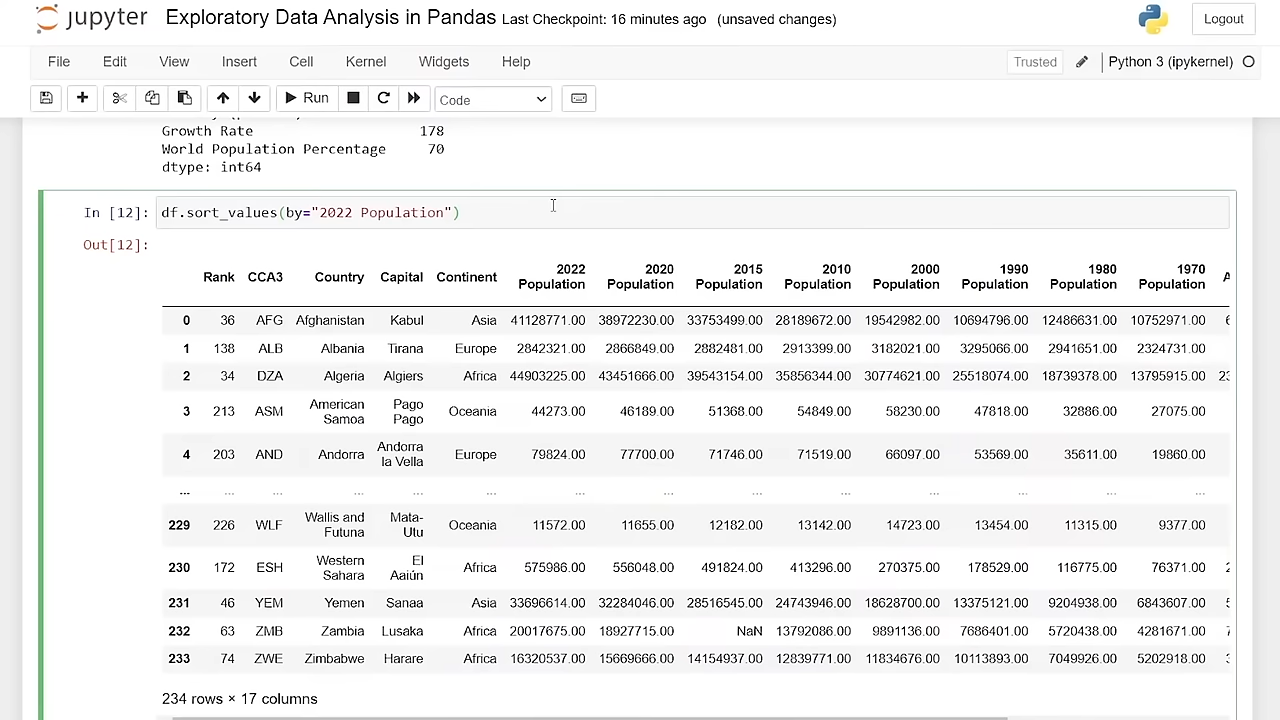 jupyter Exploratory Data Analysis in Pandas Last Checkpoint: 16 minutes ago (unsaved changes) Logout
File Edit View Insert Cell Kernel Widgets Help Trusted Python 3 (ipykernel)
Run Code
Growth Rate 178
World Population Percentage 70
dtype: int64
In [12]: df.sort_values(by="2022 Population")
Out[12]:
Rank CCA3 Country Capital Continent 2022 Population 2020 Population 2015 Population 2010 Population 2000 Population 1990 Population 1980 Population 1970 Population
0 36 AFG Afghanistan Kabul Asia 41128771.00 38972230.00 33753499.00 28189672.00 19542982.00 10694796.00 12486631.00 10752971.00
1 138 ALB Albania Tirana Europe 2842321.00 2866849.00 2882481.00 2913399.00 3182021.00 3295066.00 2941651.00 2324731.00
2 34 DZA Algeria Algiers Africa 44903225.00 43451666.00 39543154.00 35856344.00 30774621.00 25518074.00 18739378.00 13795915.00 23
3 213 ASM American Samoa Pago Pago Oceania 44273.00 46189.00 51368.00 54849.00 58230.00 47818.00 32886.00 27075.00
4 203 AND Andorra Andorra la Vella Europe 79824.00 77700.00 71746.00 71519.00 66097.00 53569.00 35611.00 19860.00
... ... ... ... ... ... ... ... ... ... ... ... ... ...
229 226 WLF Wallis and Futuna Mata-Utu Oceania 11572.00 11655.00 12182.00 13142.00 14723.00 13454.00 11315.00 9377.00
230 172 ESH Western Sahara El Aaiún Africa 575986.00 556048.00 491824.00 413296.00 270375.00 178529.00 116775.00 76371.00
231 46 YEM Yemen Sanaa Asia 33696614.00 32284046.00 28516545.00 24743946.00 18628700.00 13375121.00 9204938.00 6843607.00
232 63 ZMB Zambia Lusaka Africa 20017675.00 18927715.00 NaN 13792086.00 9891136.00 7686401.00 5720438.00 4281671.00
233 74 ZWE Zimbabwe Harare Africa 16320537.00 15669666.00 14154937.00 12839771.00 11834676.00 10113893.00 7049926.00 5202918.00
234 rows × 17 columns